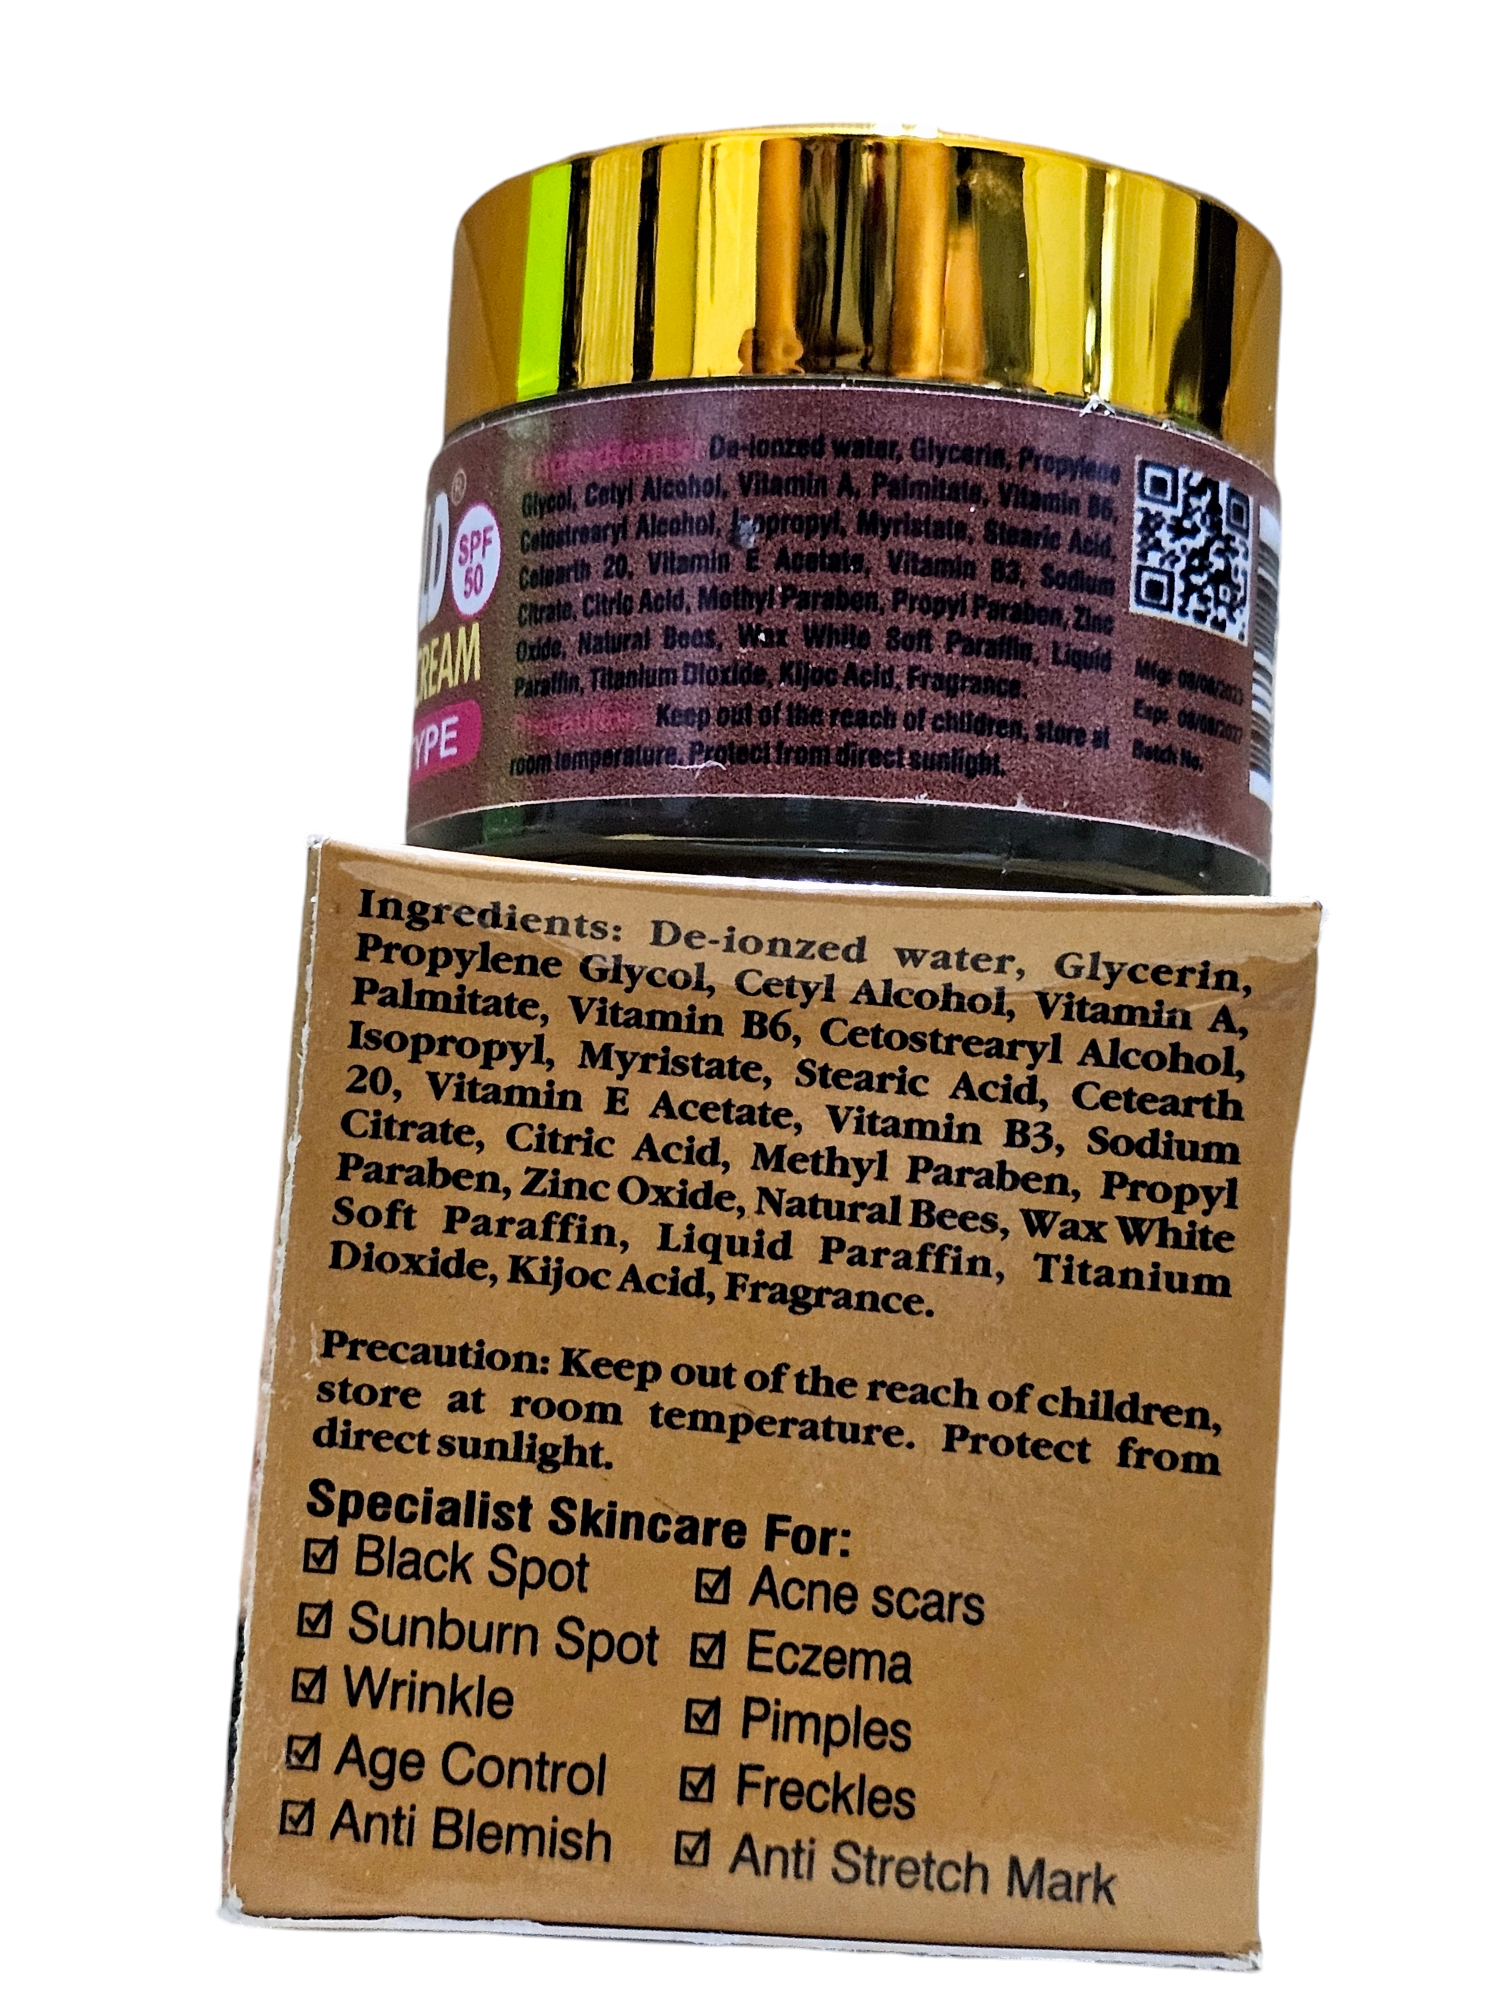 D®
SPF
50
CREAM
TYPE
De-ionzed water, Glycerin, Propylene
Glycol, Cetyl Alcohol, Vitamin A, Palmitate, Vitamin B6,
Cetostrearyl Alcohol, Isopropyl, Myristate, Stearic Acid,
Cetearth 20, Vitamin E Acetate, Vitamin B3, Sodium
Citrate, Citric Acid, Methyl Paraben, Propyl Paraben, Zinc
Oxide, Natural Bees, Wax White Soft Paraffin, Liquid
Paraffin, Titanium Dioxide, Kijoc Acid, Fragrance.
Keep out of the reach of children, store at
room temperature. Protect from direct sunlight.
Mfg: 08/08/2023
Exp: 08/08/2027
Batch No.
Ingredients: De-ionzed water, Glycerin,
Propylene Glycol, Cetyl Alcohol, Vitamin A,
Palmitate, Vitamin B6, Cetostrearyl Alcohol,
Isopropyl, Myristate, Stearic Acid, Cetearth
20, Vitamin E Acetate, Vitamin B3, Sodium
Citrate, Citric Acid, Methyl Paraben, Propyl
Paraben, Zinc Oxide, Natural Bees, Wax White
Soft Paraffin, Liquid Paraffin, Titanium
Dioxide, Kijoc Acid, Fragrance.
Precaution: Keep out of the reach of children,
store at room temperature. Protect from
direct sunlight.
Specialist Skincare For:
Black Spot
Acne scars
Sunburn Spot
Eczema
Wrinkle
Pimples
Age Control
Freckles
Anti Blemish
Anti Stretch Mark